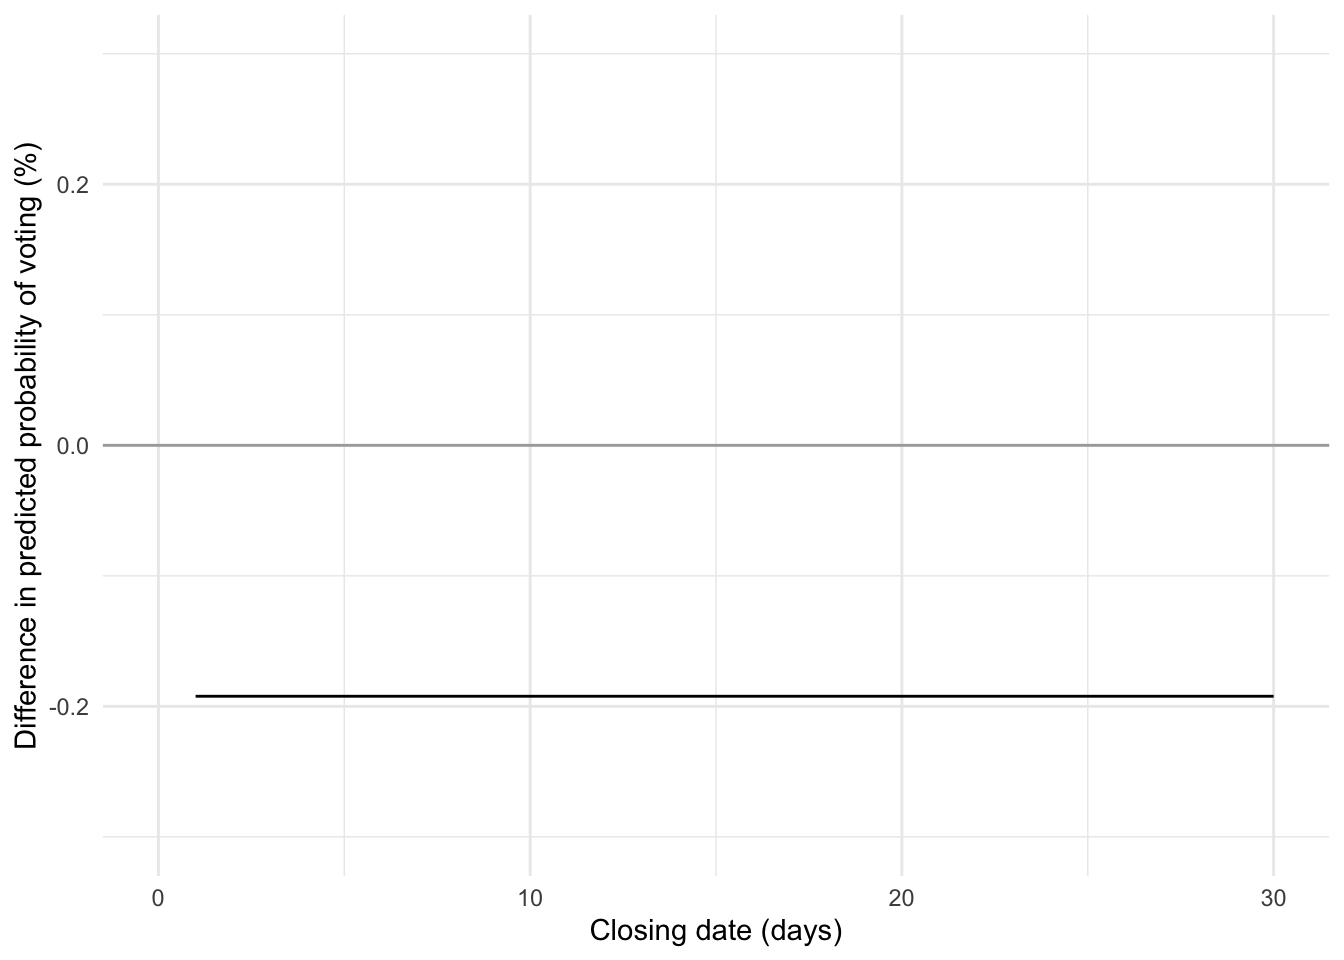 Difference in predicted probability of voting (%)
0.2
0.0
-0.2
0 10 20 30
Closing date (days)